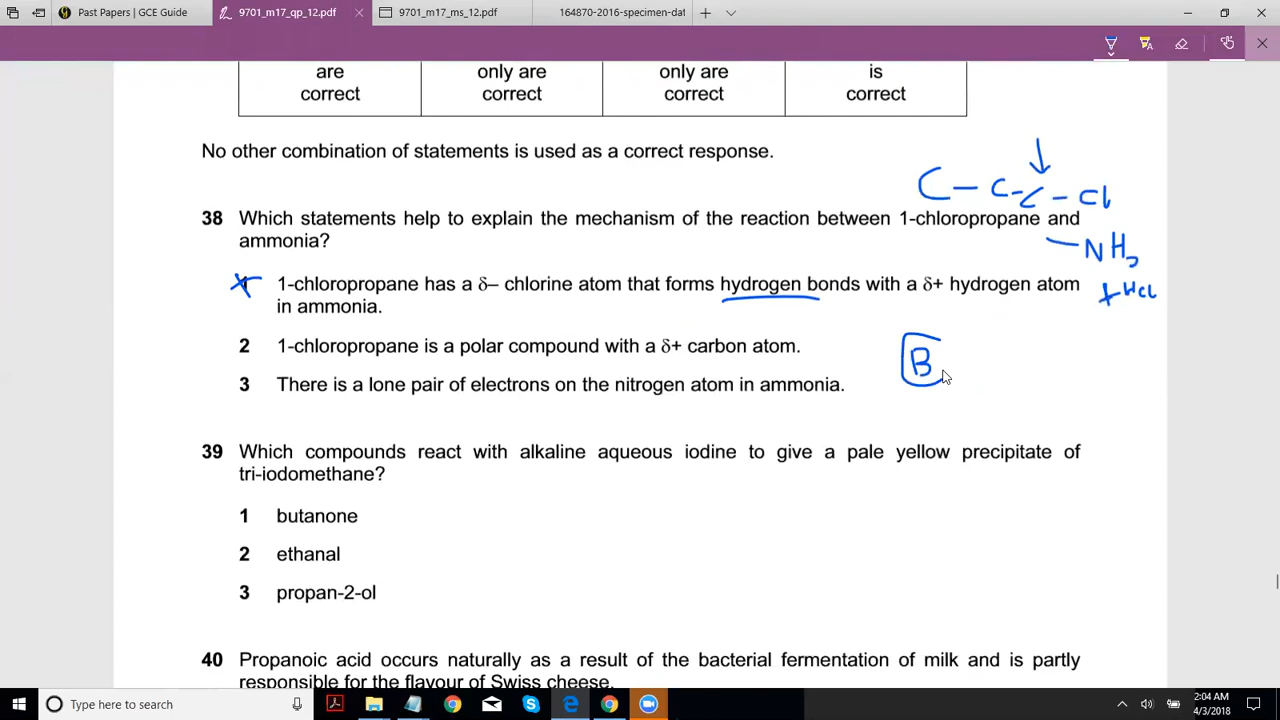 Past Papers | GCE Guide
9701_m17_qp_12.pdf
9701_m17_ms_12.pdf
164870-2016-specimen-dat
are only are only are is
correct correct correct correct
No other combination of statements is used as a correct response.
C - C - C - Cl
38 Which statements help to explain the mechanism of the reaction between 1-chloropropane and
ammonia?
- NH2
+ HCl
1 1-chloropropane has a δ– chlorine atom that forms hydrogen bonds with a δ+ hydrogen atom
in ammonia.
2 1-chloropropane is a polar compound with a δ+ carbon atom.
B
3 There is a lone pair of electrons on the nitrogen atom in ammonia.
39 Which compounds react with alkaline aqueous iodine to give a pale yellow precipitate of
tri-iodomethane?
1 butanone
2 ethanal
3 propan-2-ol
40 Propanoic acid occurs naturally as a result of the bacterial fermentation of milk and is partly
responsible for the flavour of Swiss cheese.
Type here to search
2:04 AM
4/3/2018